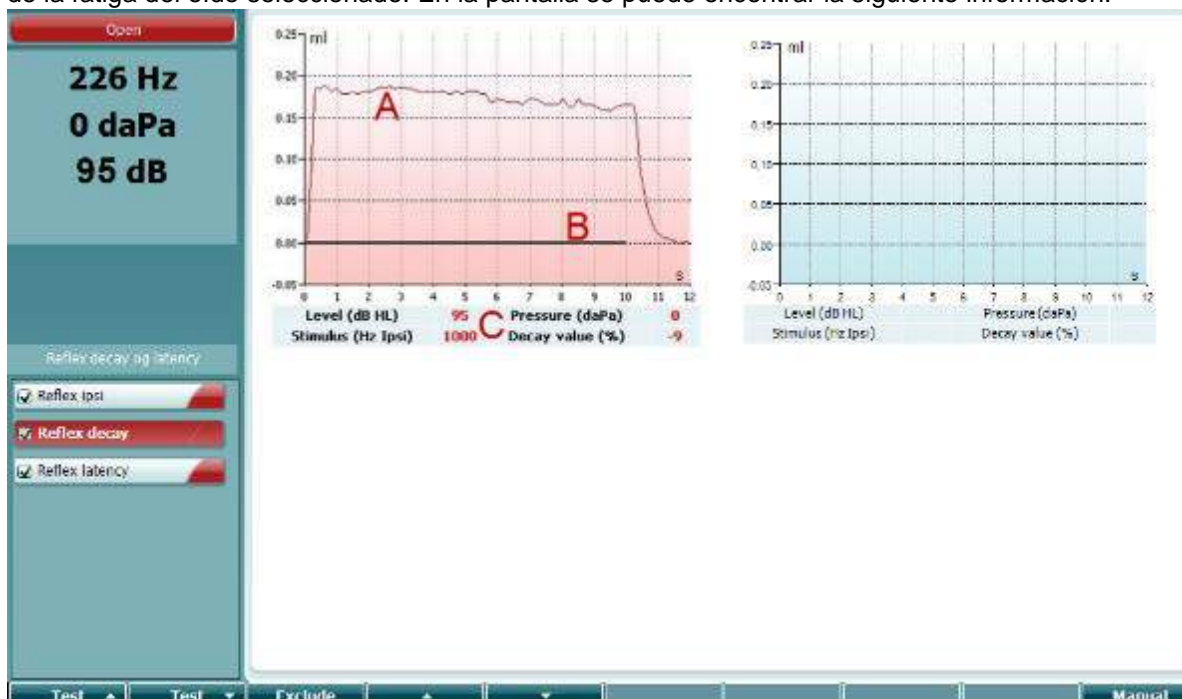 de la fatiga del oído seleccionado. En la pantalla se puede encontrar la siguiente información:
Open
226 Hz
0 daPa
95 dB
Reflex decay og latency
Reflex ipsi
Reflex decay
Reflex latency
0.25 ml
0.20
0.15
0.10
0.05
0.00
-0.05
A
B
s
0 1 2 3 4 5 6 7 8 9 10 11 12
Level (dB HL) 95 C Pressure (daPa) 0
Stimulus (Hz Ipsi) 1000 Decay value (%) -9
0.25 ml
0.20
0.15
0.10
0.05
0.00
-0.05
s
0 1 2 3 4 5 6 7 8 9 10 11 12
Level (dB HL) Pressure (daPa)
Stimulus (Hz Ipsi) Decay value (%)
Test Test Exclude Manual